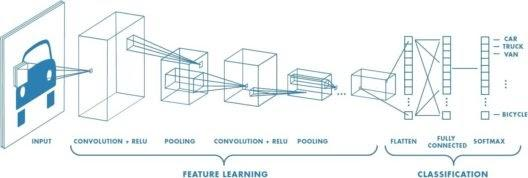 CAR
TRUCK
VAN
BICYCLE
INPUT
CONVOLUTION + RELU
POOLING
CONVOLUTION + RELU
POOLING
FLATTEN
FULLY
CONNECTED
SOFTMAX
FEATURE LEARNING
CLASSIFICATION